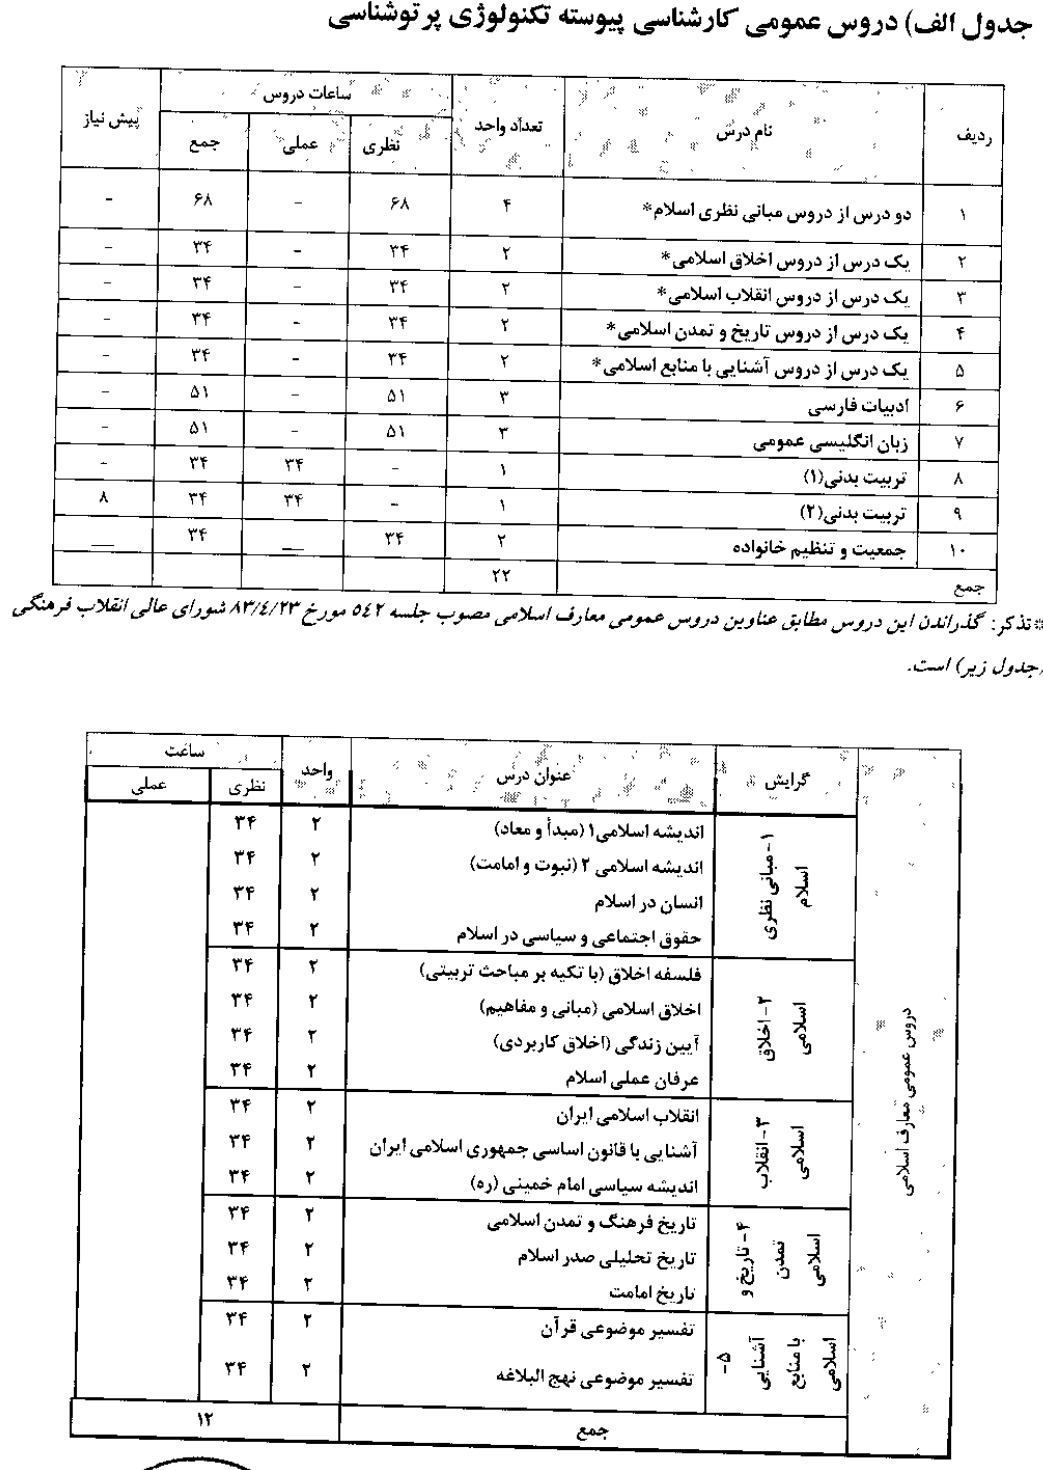 جدول الف) دروس عمومی کارشناسی پیوسته تکنولوژی پرتوشناسی
ردیف نام درس تعداد واحد ساعات دروس پیش نیاز
نظری عملی جمع
۱ دو درس از دروس مبانی نظری اسلام* ۴ ۶۸ - ۶۸ -
۲ یک درس از دروس اخلاق اسلامی* ۲ ۳۴ - ۳۴ -
۳ یک درس از دروس انقلاب اسلامی* ۲ ۳۴ - ۳۴ -
۴ یک درس از دروس تاریخ و تمدن اسلامی* ۲ ۳۴ - ۳۴ -
۵ یک درس از دروس آشنایی با منابع اسلامی* ۲ ۳۴ - ۳۴ -
۶ ادبیات فارسی ۳ ۵۱ - ۵۱ -
۷ زبان انگلیسی عمومی ۳ ۵۱ - ۵۱ -
۸ تربیت بدنی(۱) ۱ - ۳۴ ۳۴ -
۹ تربیت بدنی(۲) ۱ - ۳۴ ۳۴ ۸
۱۰ جمعیت و تنظیم خانواده ۲ ۳۴ — ۳۴ —
جمع ۲۲
*تذکر: گذراندن این دروس مطابق عناوین دروس عمومی معارف اسلامی مصوب جلسه ۵۴۲ مورخ ۸۳/۴/۲۳ شورای عالی انقلاب فرهنگی
(جدول زیر) است.
گرایش عنوان درس واحد ساعت
نظری عملی
دروس عمومی معارف اسلامی
۱- مبانی نظری اسلام
اندیشه اسلامی۱ (مبدأ و معاد) ۲ ۳۴
اندیشه اسلامی ۲ (نبوت و امامت) ۲ ۳۴
انسان در اسلام ۲ ۳۴
حقوق اجتماعی و سیاسی در اسلام ۲ ۳۴
۲- اخلاق اسلامی
فلسفه اخلاق (با تکیه بر مباحث تربیتی) ۲ ۳۴
اخلاق اسلامی (مبانی و مفاهیم) ۲ ۳۴
آیین زندگی (اخلاق کاربردی) ۲ ۳۴
عرفان عملی اسلام ۲ ۳۴
۳- انقلاب اسلامی
انقلاب اسلامی ایران ۲ ۳۴
آشنایی با قانون اساسی جمهوری اسلامی ایران ۲ ۳۴
اندیشه سیاسی امام خمینی (ره) ۲ ۳۴
۴- تاریخ و تمدن اسلامی
تاریخ فرهنگ و تمدن اسلامی ۲ ۳۴
تاریخ تحلیلی صدر اسلام ۲ ۳۴
تاریخ امامت ۲ ۳۴
۵- آشنایی با منابع اسلامی
تفسیر موضوعی قرآن ۲ ۳۴
تفسیر موضوعی نهج البلاغه ۲ ۳۴
جمع ۱۲